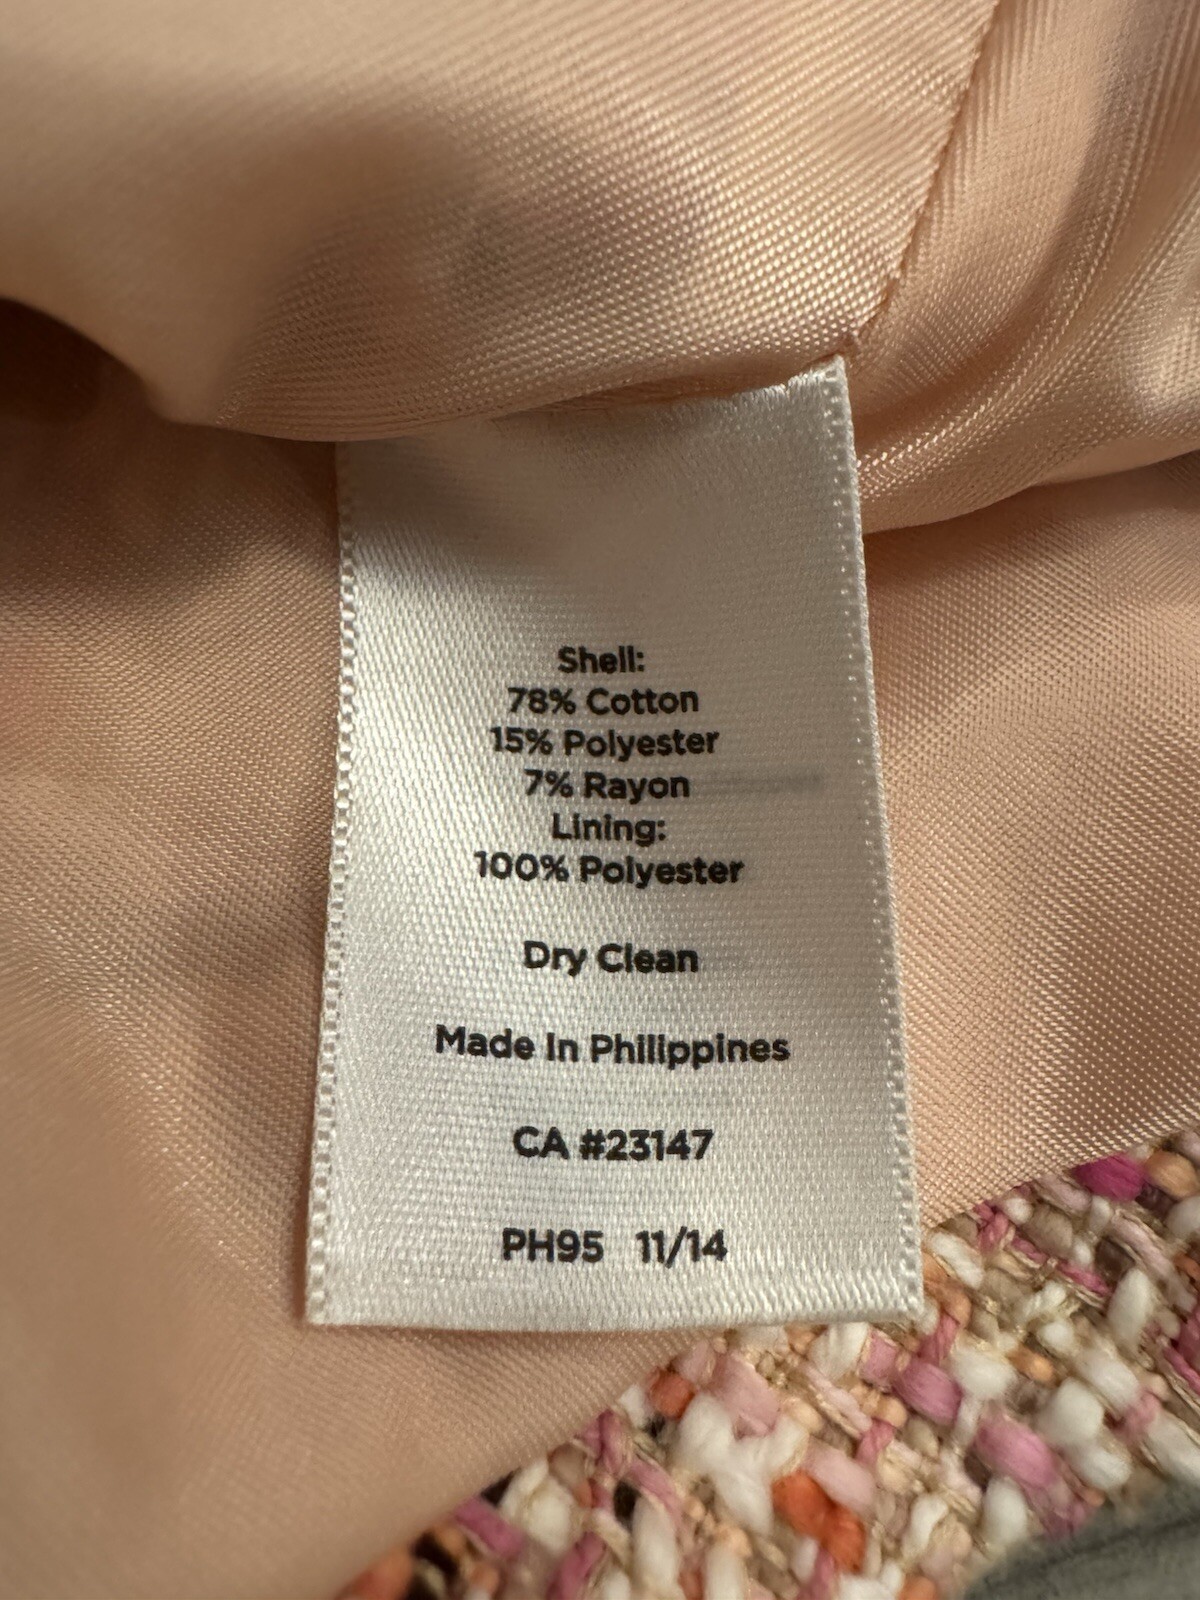 Shell:
78% Cotton
15% Polyester
7% Rayon
Lining:
100% Polyester
Dry Clean
Made In Philippines
CA #23147
PH95 11/14